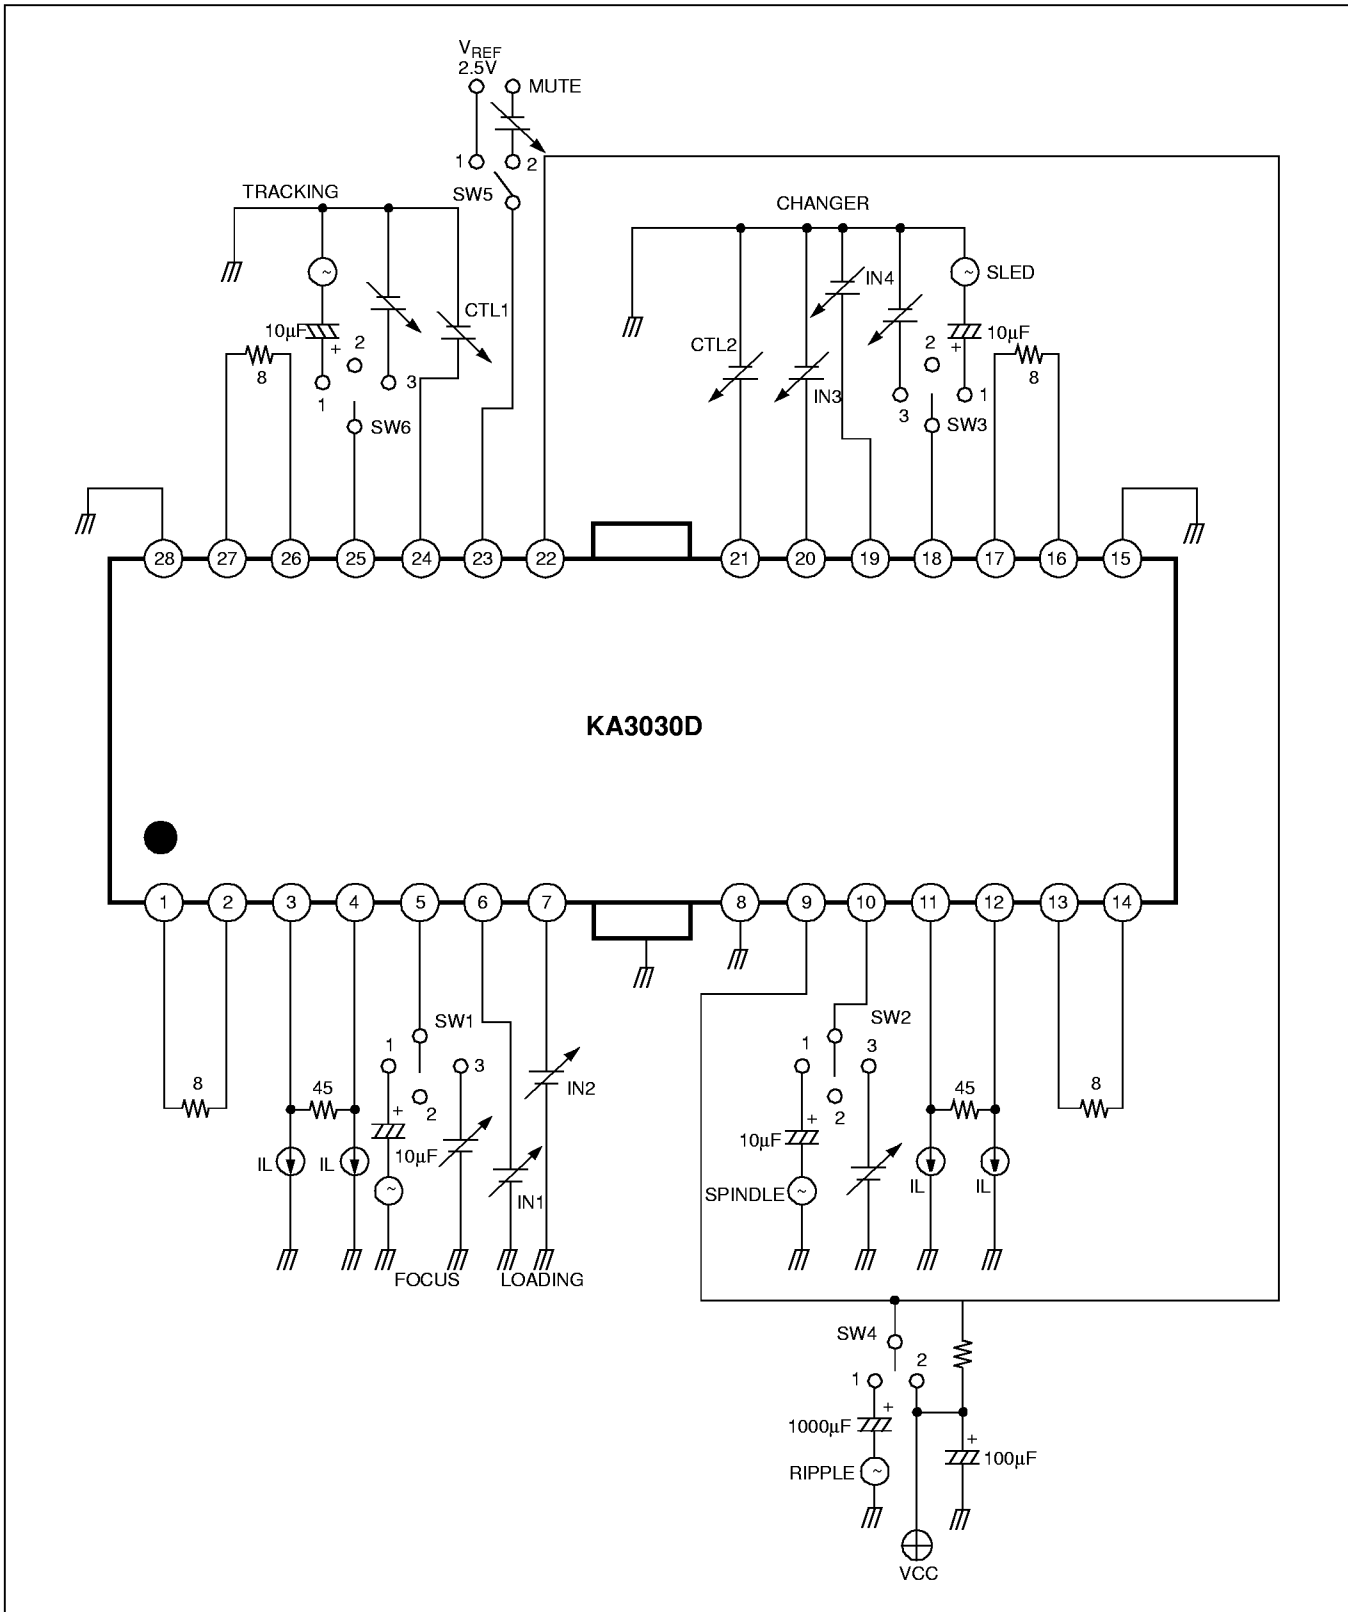 VREF
2.5V
MUTE
1
2
SW5
TRACKING
CHANGER
IN4
SLED
CTL1
10µF
+
2
10µF
+
2
CTL2
8
8
1
3
IN3
3
1
SW6
SW3
28
27
26
25
24
23
22
21
20
19
18
17
16
15
KA3030D
1
2
3
4
5
6
7
8
9
10
11
12
13
14
SW1
SW2
1
3
1
3
8
45
IN2
45
8
+
2
+
2
10µF
10µF
IL
IL
IN1
SPINDLE
IL
IL
FOCUS
LOADING
SW4
2
1
+
1000µF
+
100µF
RIPPLE
VCC